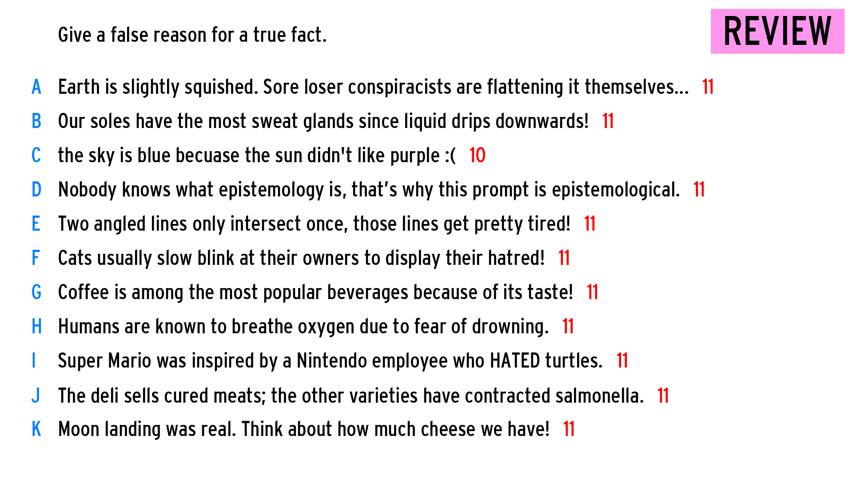 Give a false reason for a true fact.
REVIEW
A Earth is slightly squished. Sore loser conspiracists are flattening it themselves... 11
B Our soles have the most sweat glands since liquid drips downwards! 11
C the sky is blue becuase the sun didn't like purple :( 10
D Nobody knows what epistemology is, that's why this prompt is epistemological. 11
E Two angled lines only intersect once, those lines get pretty tired! 11
F Cats usually slow blink at their owners to display their hatred! 11
G Coffee is among the most popular beverages because of its taste! 11
H Humans are known to breathe oxygen due to fear of drowning. 11
I Super Mario was inspired by a Nintendo employee who HATED turtles. 11
J The deli sells cured meats; the other varieties have contracted salmonella. 11
K Moon landing was real. Think about how much cheese we have! 11